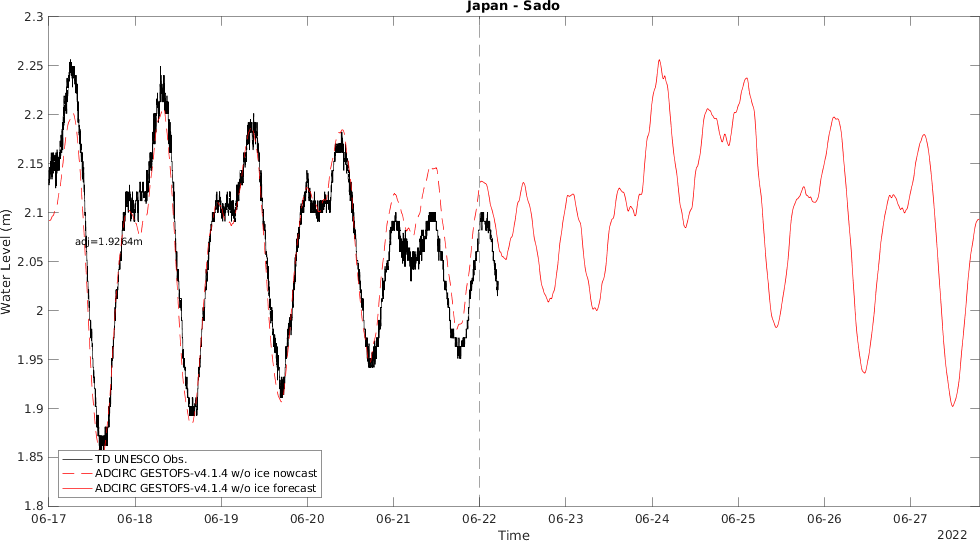 Japan - Sado
2.3
2.25
2.2
2.15
2.1
2.05
2
1.95
1.9
1.85
1.8
Water Level (m)
adj=1.9264m
TD UNESCO Obs.
ADCIRC GESTOFS-v4.1.4 w/o ice nowcast
ADCIRC GESTOFS-v4.1.4 w/o ice forecast
06-17 06-18 06-19 06-20 06-21 06-22 06-23 06-24 06-25 06-26 06-27
Time
2022